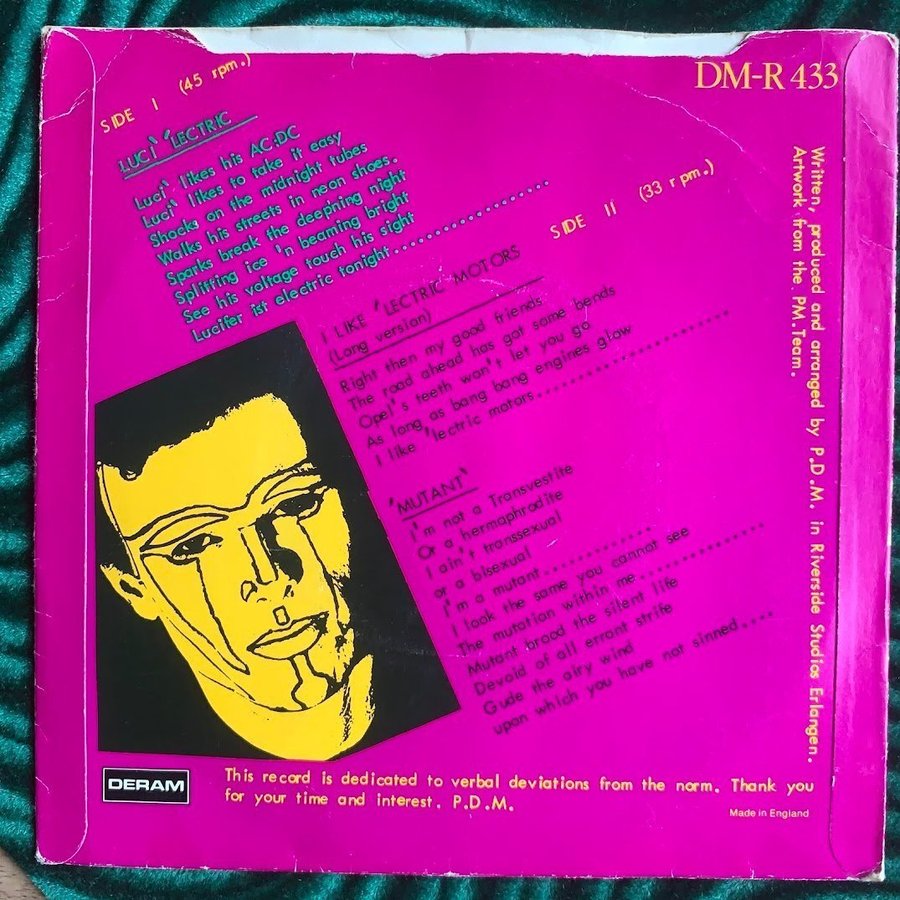 DM-R 433
SIDE I (45 rpm.)
LUCI` 'LECTRIC
Luci` likes his AC-DC
Luci` likes to take it easy
Shocks on the midnight tubes
Walks his streets in neon shoes.
Sparks break the deepning night
Splitting ice 'n beaming bright
See his voltage touch his sight
Lucifer ist electric tonight....................
SIDE II (33 rpm.)
I LIKE 'LECTRIC MOTORS
(Long version)
Right then my good friends
The road ahead has got some bends
Opel's teeth won't let you go
As long as bang bang engines glow
I like 'lectric motors.........................
'MUTANT`
I'm not a Transvestite
Or a hermaphrodite
I ain't transsexual
or a bisexual
I'm a mutant..............
I look the same you cannot see
The mutation within me................
Mutant brood the silent life
Devoid of all errant strife
Gude the airy wind
upon which you have not sinned.....
Written, produced and arranged by P.D.M. in Riverside Studios Erlangen.
Artwork from the PM.Team.
DERAM
This record is dedicated to verbal deviations from the norm. Thank you
for your time and interest. P.D.M.
Made in England